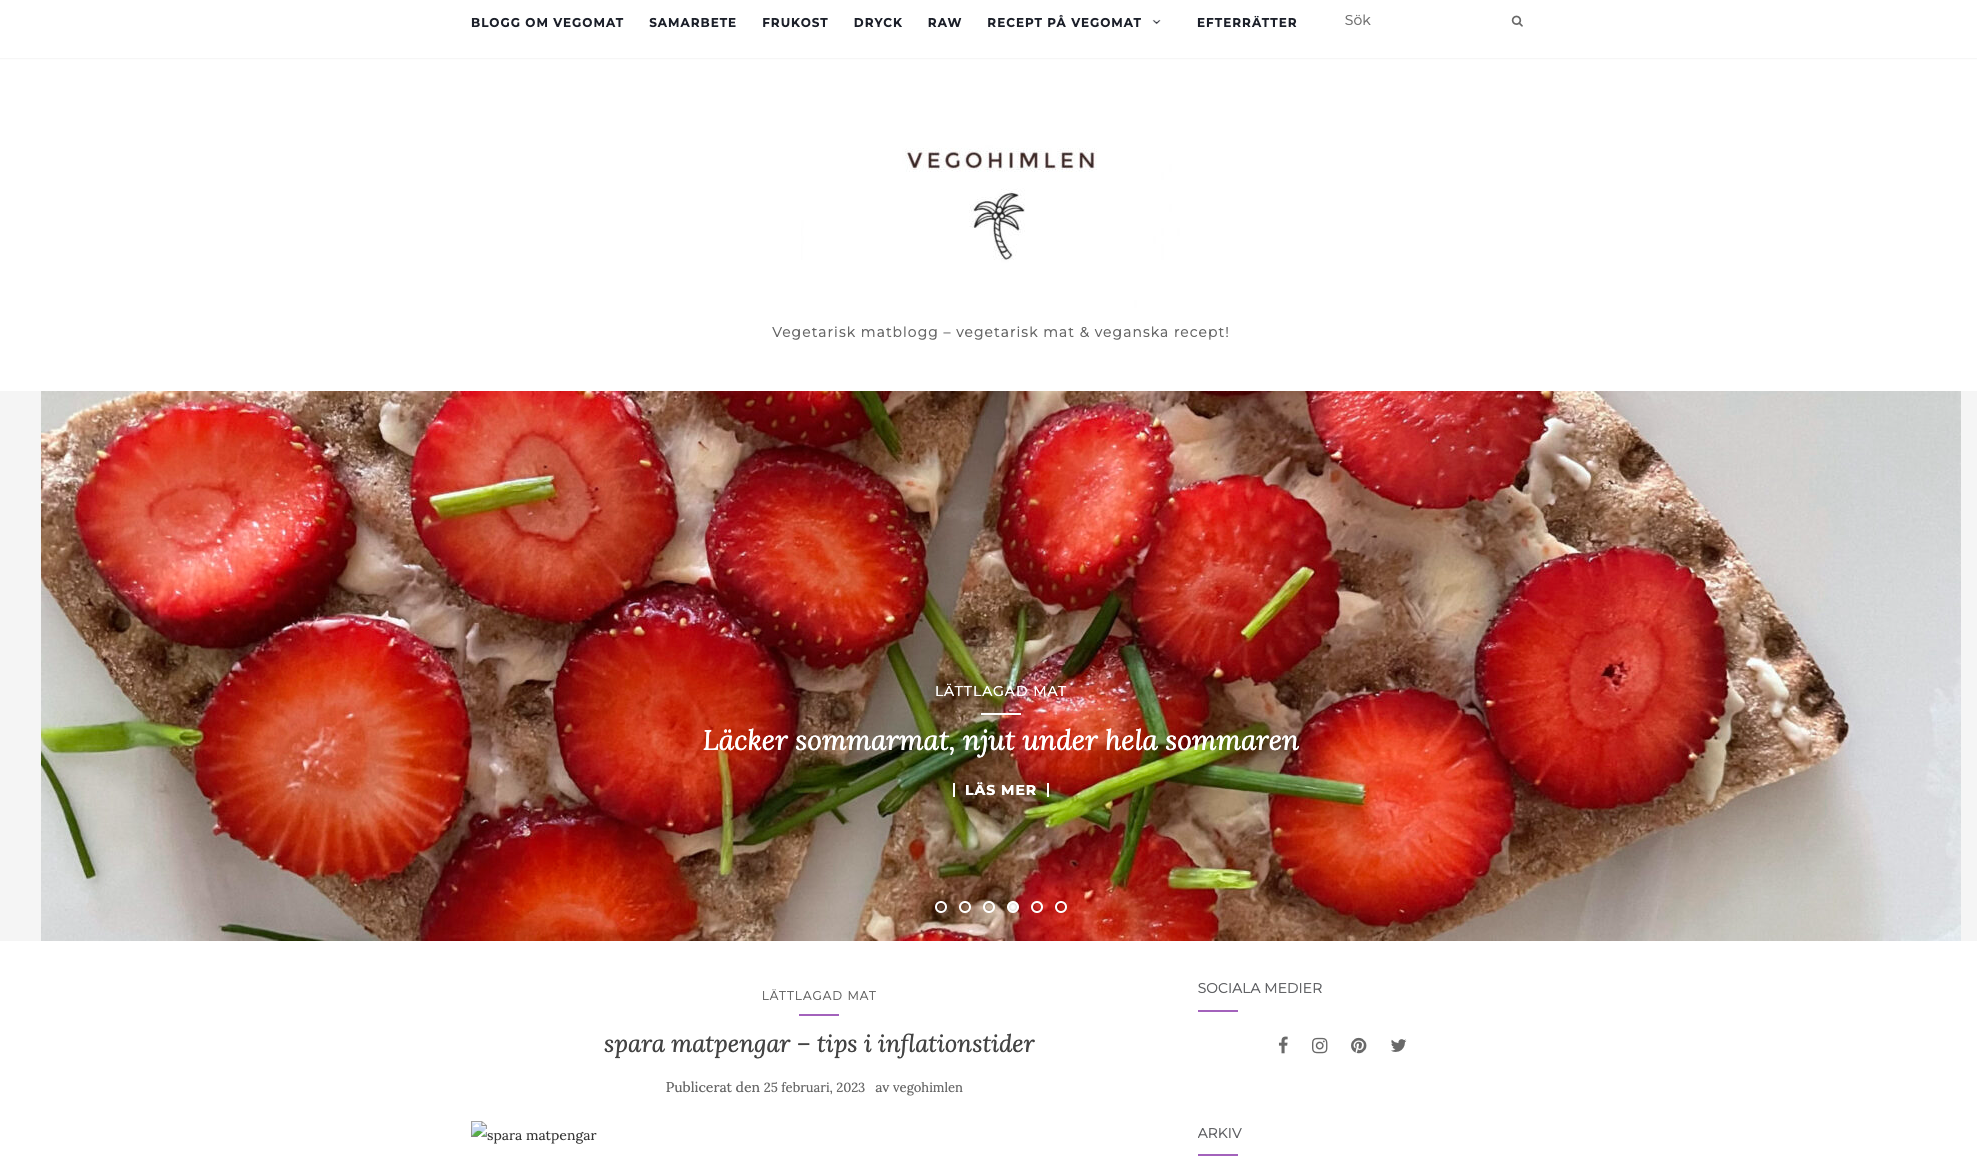 BLOGG OM VEGOMAT SAMARBETE FRUKOST DRYCK RAW RECEPT PÅ VEGOMAT EFTERRÄTTER Sök
VEGOHIMLEN
Vegetarisk matblogg – vegetarisk mat & veganska recept!
LÄTTLAGAD MAT
Läcker sommarmat, njut under hela sommaren
LÄS MER
LÄTTLAGAD MAT
spara matpengar – tips i inflationstider
Publicerat den 25 februari, 2023 av vegohimlen
spara matpengar
SOCIALA MEDIER
ARKIV